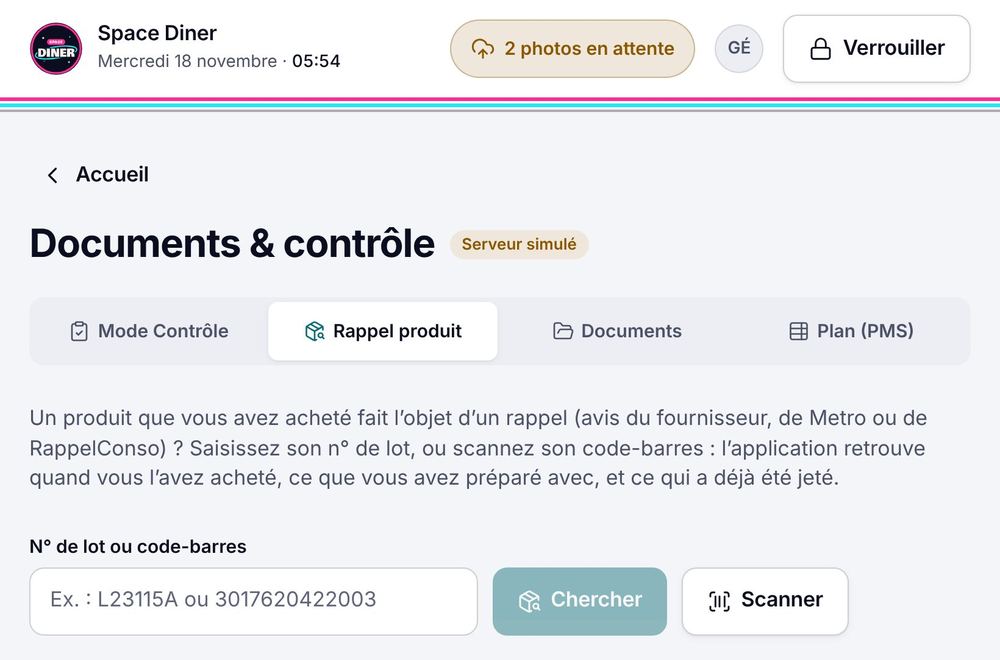 SPACE
DINER
Space Diner
Mercredi 18 novembre · 05:54
2 photos en attente
GÉ
Verrouiller
Accueil
Documents & contrôle
Serveur simulé
Mode Contrôle
Rappel produit
Documents
Plan (PMS)
Un produit que vous avez acheté fait l’objet d’un rappel (avis du fournisseur, de Metro ou de
RappelConso) ? Saisissez son n° de lot, ou scannez son code-barres : l’application retrouve
quand vous l’avez acheté, ce que vous avez préparé avec, et ce qui a déjà été jeté.
N° de lot ou code-barres
Ex. : L23115A ou 3017620422003
Chercher
Scanner